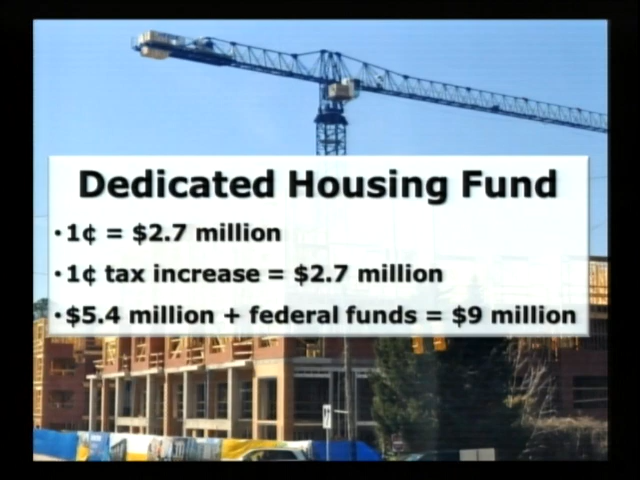 Dedicated Housing Fund
•1¢ = $2.7 million
•1¢ tax increase = $2.7 million
•$5.4 million + federal funds = $9 million